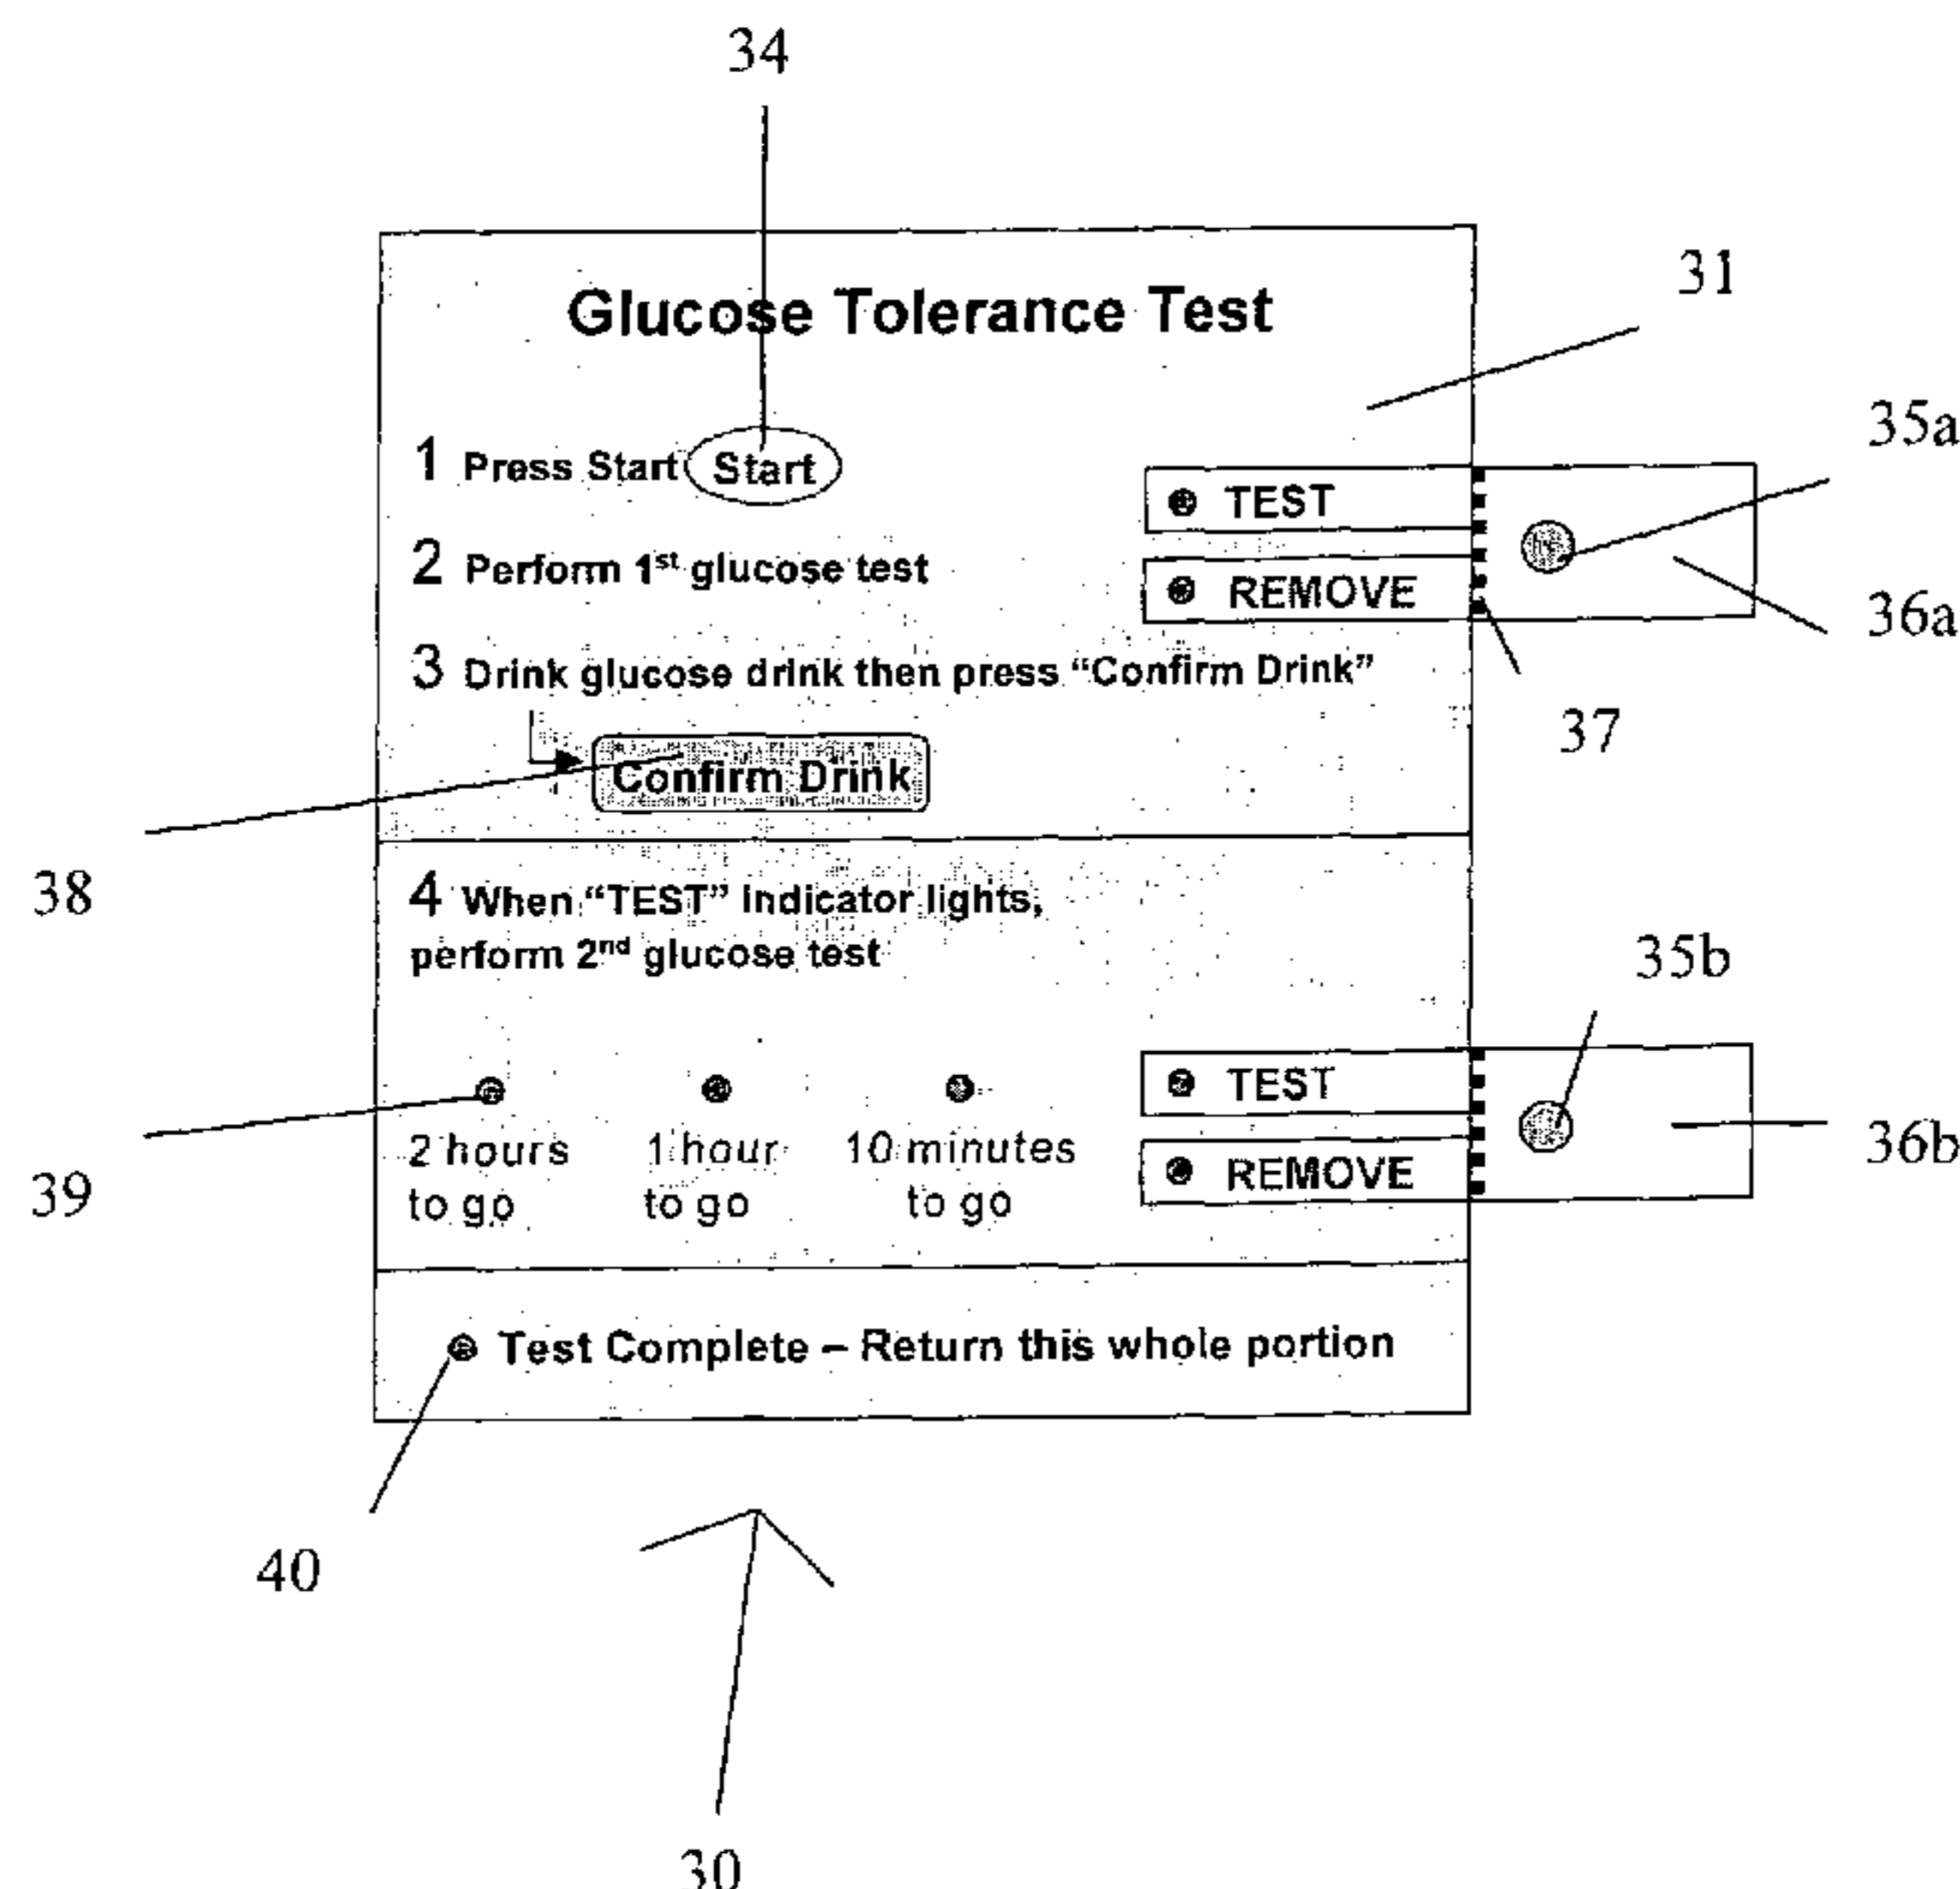 34
31
Glucose Tolerance Test
35a
1 Press Start Start
TEST
2 Perform 1st glucose test
REMOVE
36a
3 Drink glucose drink then press “Confirm Drink”
37
Confirm Drink
38
4 When “TEST” Indicator lights,
perform 2nd glucose test
35b
TEST
36b
2 hours 1 hour 10 minutes
REMOVE
39
to go to go to go
Test Complete – Return this whole portion
40
30